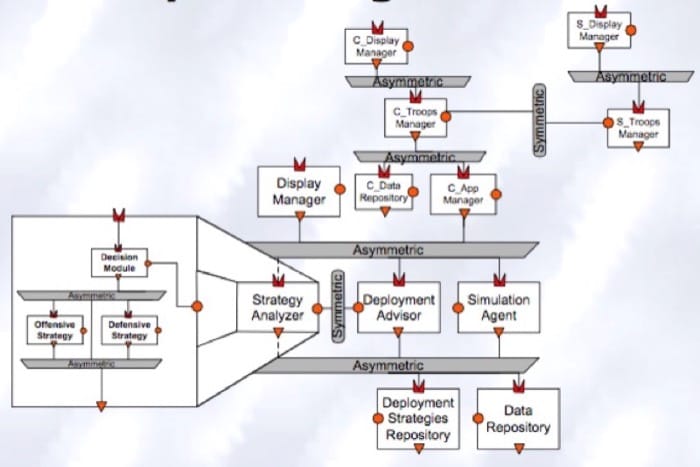 C_Display
Manager
S_Display
Manager
Asymmetric
Asymmetric
C_Troops
Manager
Symmetric
S_Troops
Manager
Asymmetric
Display
Manager
C_Data
Repository
C_App
Manager
Asymmetric
Decision
Module
Asymmetric
Offensive
Strategy
Defensive
Strategy
Asymmetric
Strategy
Analyzer
Symmetric
Deployment
Advisor
Simulation
Agent
Asymmetric
Deployment
Strategies
Repository
Data
Repository